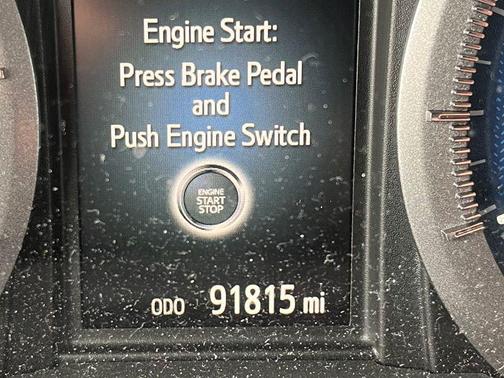 Engine Start:
Press Brake Pedal
and
Push Engine Switch
ENGINE
START
STOP
ODO 91815 mi